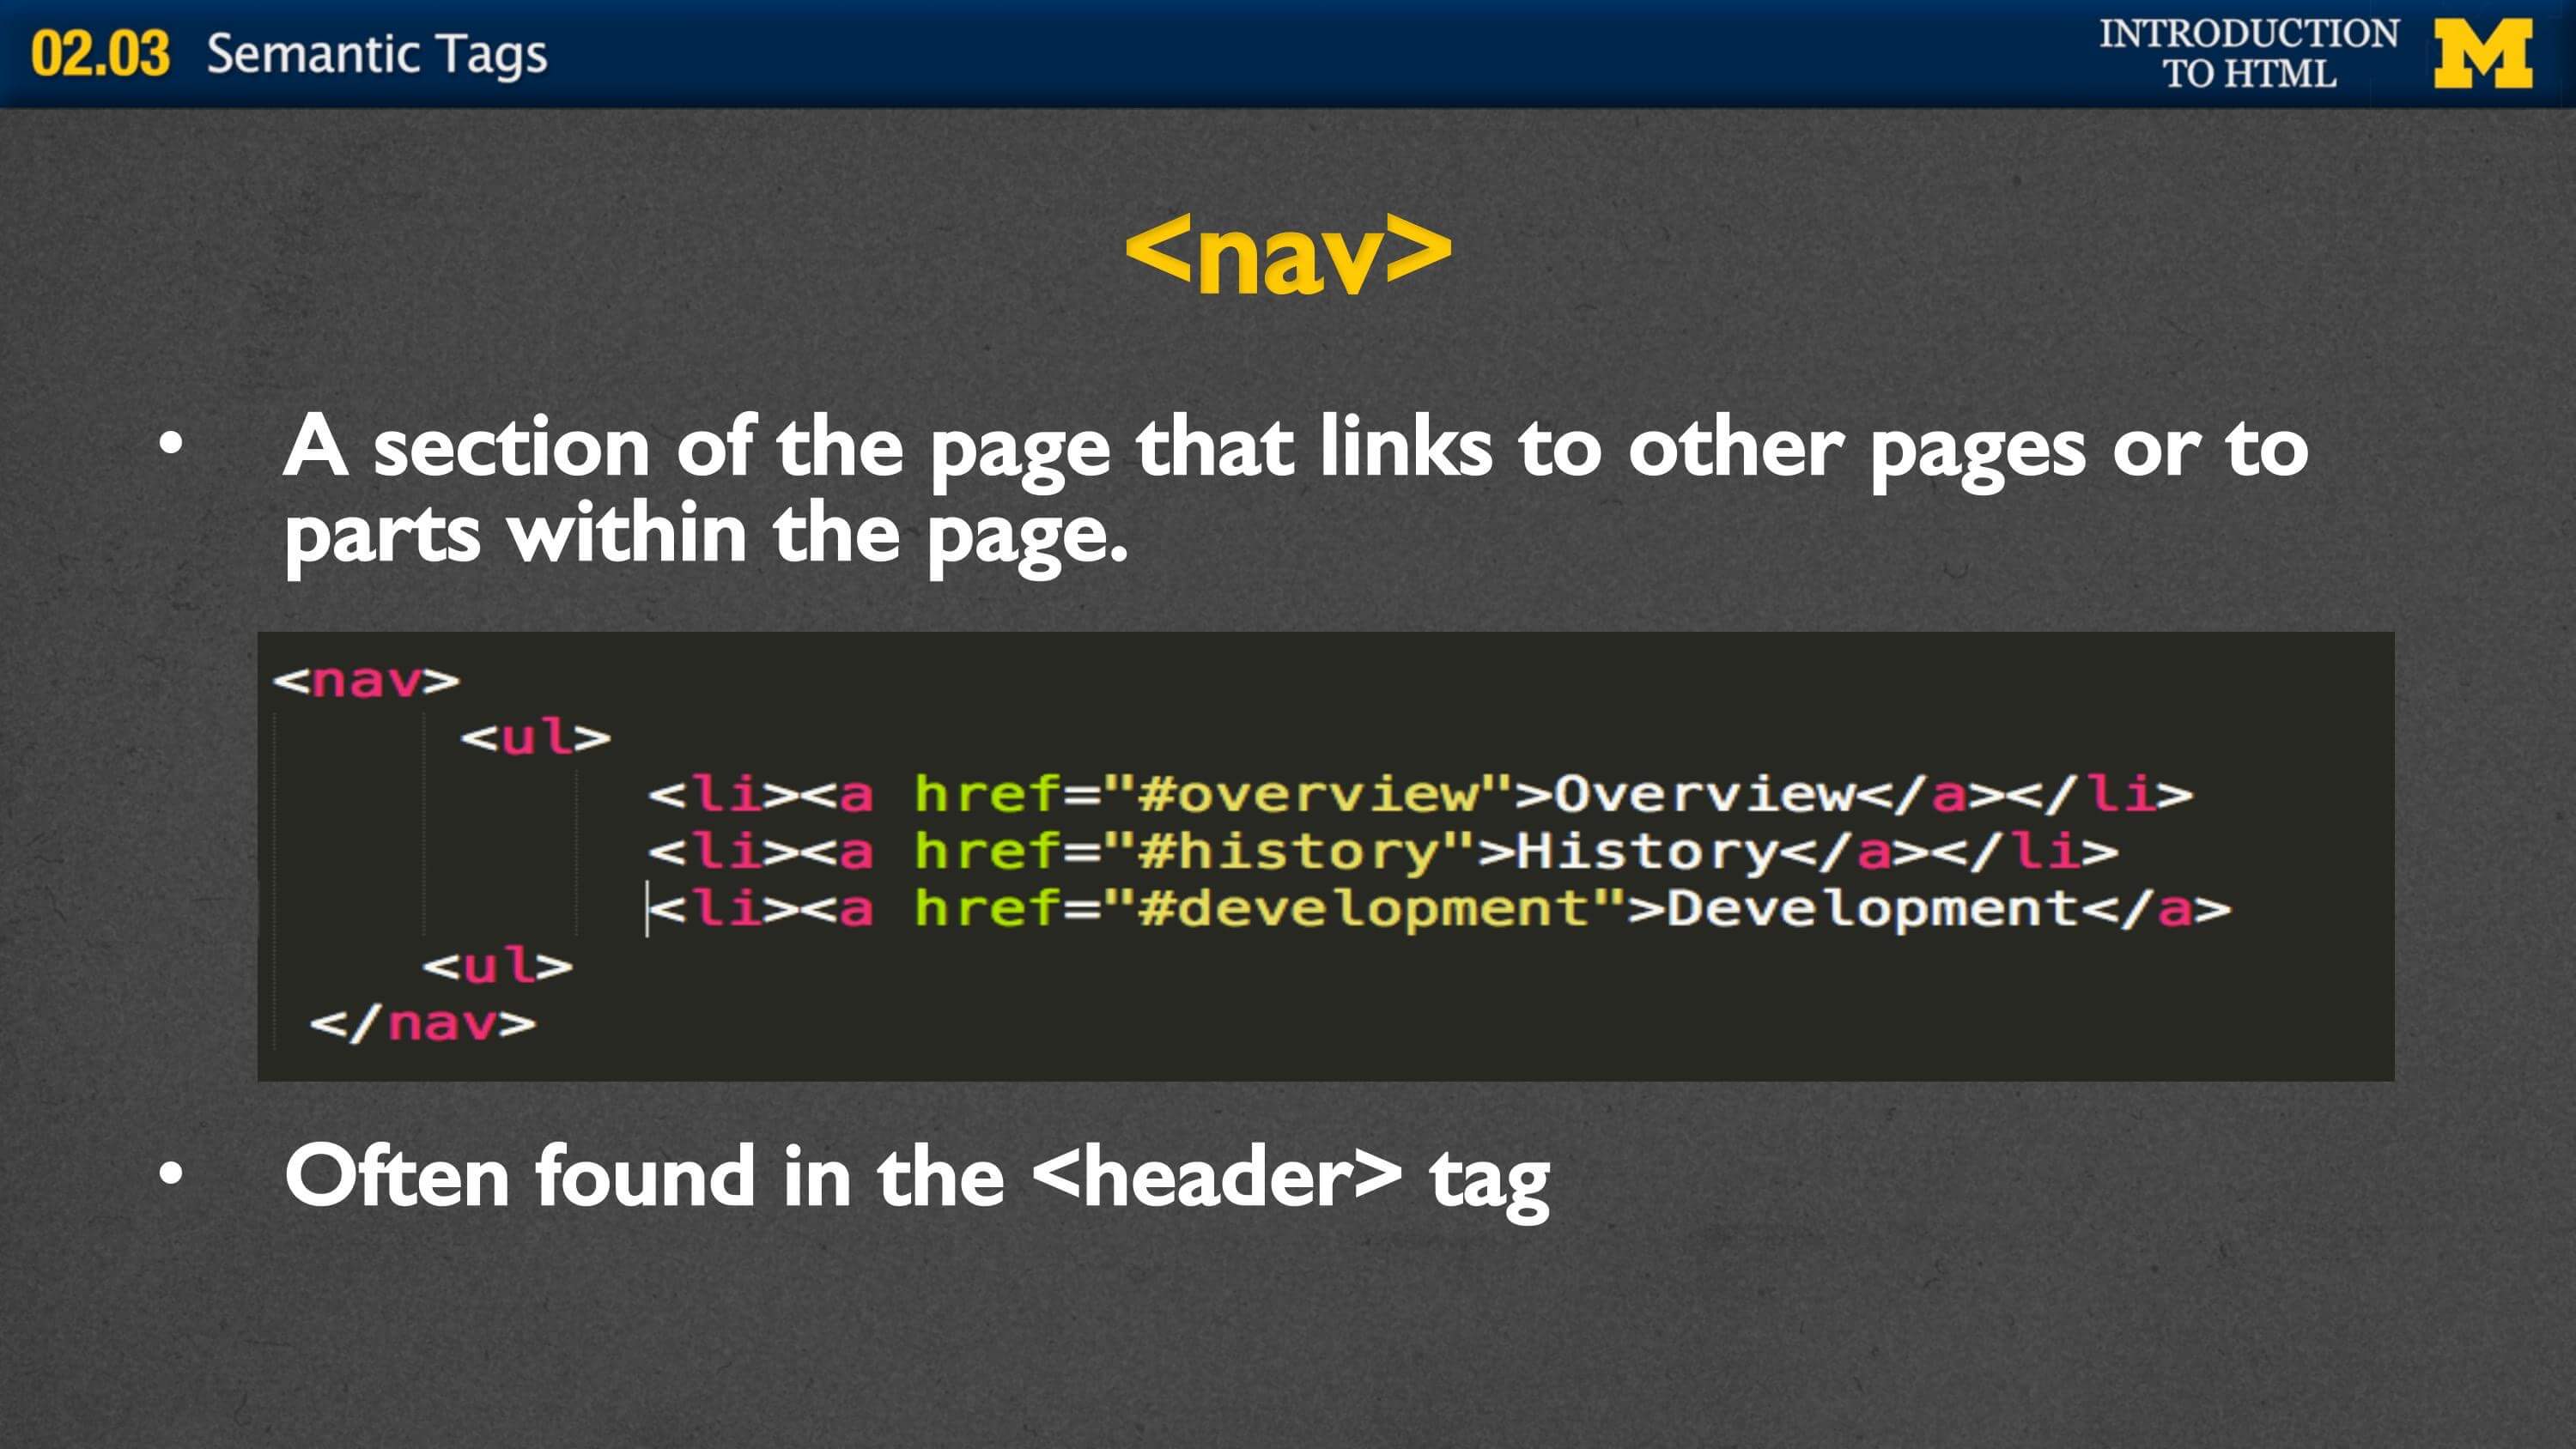 02.03 Semantic Tags
INTRODUCTION
TO HTML
M
<nav>
• A section of the page that links to other pages or to
parts within the page.
<nav>
<ul>
<li><a href="#overview">Overview</a></li>
<li><a href="#history">History</a></li>
<li><a href="#development">Development</a>
<ul>
</nav>
• Often found in the <header> tag